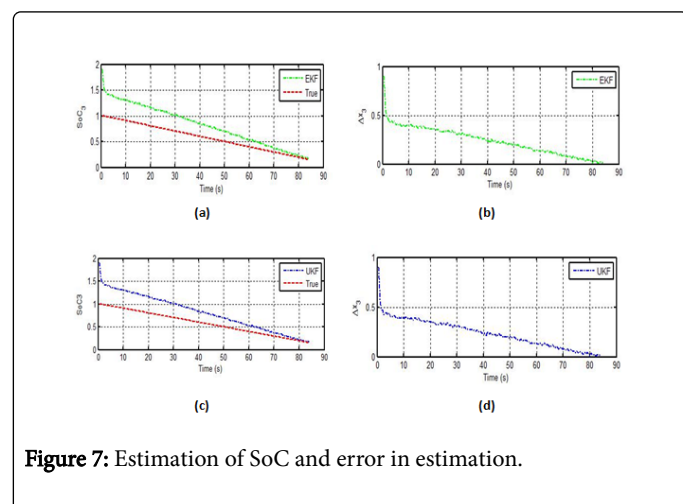 2
1.5
1
0.5
0
SoC₃
EKF
True
0 10 20 30 40 50 60 70 80 90
Time (s)
(a)
1
0.5
0
Δx₃
EKF
0 10 20 30 40 50 60 70 80 90
Time (s)
(b)
2
1.5
1
0.5
0
SoC3
UKF
True
0 10 20 30 40 50 60 70 80 90
Time (s)
(c)
1
0.5
0
Δx₃
UKF
0 10 20 30 40 50 60 70 80 90
Time (s)
(d)
Figure 7: Estimation of SoC and error in estimation.